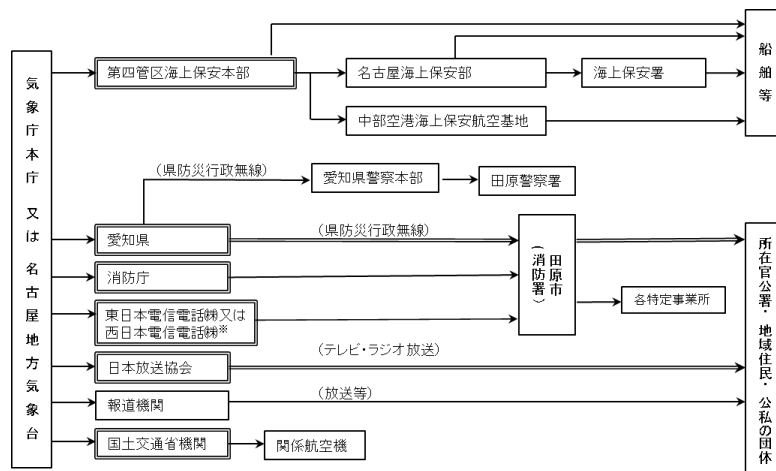 気象庁本庁 又は 名古屋地方気象台
第四管区海上保安本部
名古屋海上保安部
海上保安署
船舶等
中部空港海上保安航空基地
(県防災行政無線)
愛知県警察本部
田原警察署
愛知県
(県防災行政無線)
田原市
(消防署)
所在官公署・地域住民・公私の団体
消防庁
各特定事業所
東日本電信電話㈱又は
西日本電信電話㈱※
(テレビ・ラジオ放送)
日本放送協会
(放送等)
報道機関
国土交通省機関
関係航空機